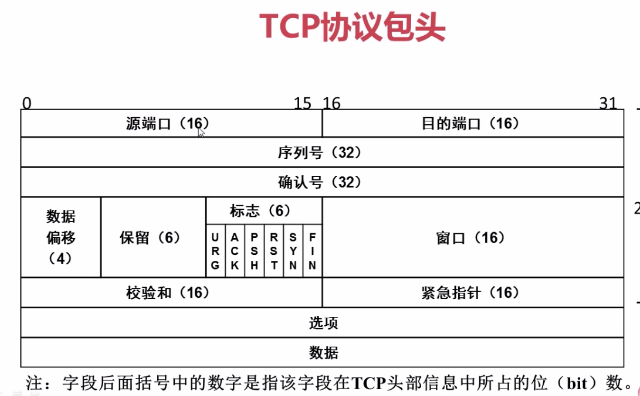 TCP协议包头
0 15 16 31
源端口（16） 目的端口（16）
序列号（32）
确认号（32）
数据偏移（4） 保留（6） 标志（6） URG ACK PSH RST SYN FIN 窗口（16）
校验和（16） 紧急指针（16）
选项
数据
注：字段后面括号中的数字是指该字段在TCP头部信息中所占的位（bit）数。
2